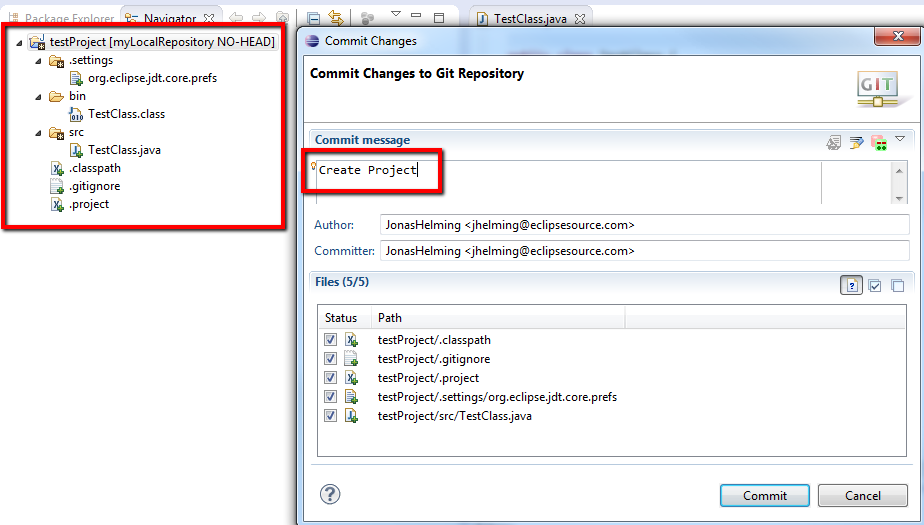 Package Explorer
Navigator
TestClass.java
testProject [myLocalRepository NO-HEAD]
.settings
org.eclipse.jdt.core.prefs
bin
TestClass.class
src
TestClass.java
.classpath
.gitignore
.project
Commit Changes
Commit Changes to Git Repository
GIT
Commit message
Create Project
Author: JonasHelming <jhelming@eclipsesource.com>
Committer: JonasHelming <jhelming@eclipsesource.com>
Files (5/5)
Status Path
testProject/.classpath
testProject/.gitignore
testProject/.project
testProject/.settings/org.eclipse.jdt.core.prefs
testProject/src/TestClass.java
Commit Cancel